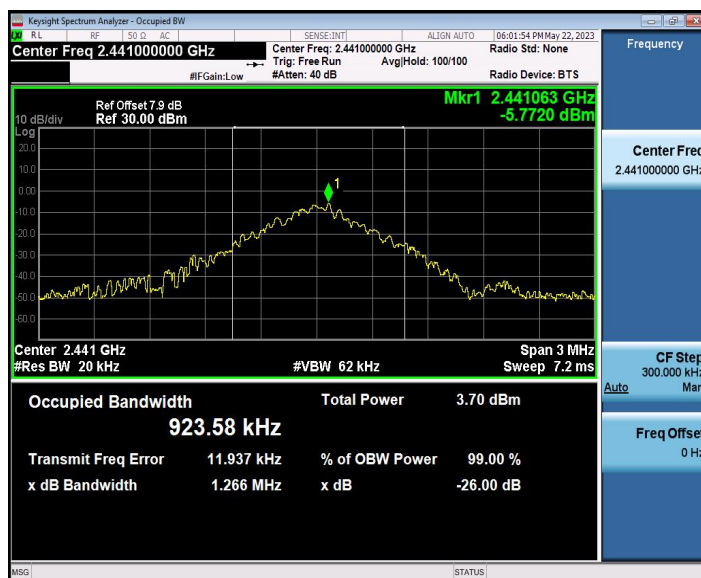 Keysight Spectrum Analyzer - Occupied BW
LXI RL RF 50 Ω AC SENSE:INT ALIGN AUTO 06:01:54 PM May 22, 2023
Center Freq 2.441000000 GHz
Center Freq: 2.441000000 GHz
Radio Std: None
Trig: Free Run Avg|Hold: 100/100
#IFGain:Low
#Atten: 40 dB
Radio Device: BTS
Frequency
Ref Offset 7.9 dB
Mkr1 2.441063 GHz
10 dB/div
Ref 30.00 dBm
-5.7720 dBm
Log
20.0
10.0
0.00
-10.0
-20.0
-30.0
-40.0
-50.0
-60.0
1
Center 2.441 GHz
Span 3 MHz
#Res BW 20 kHz
#VBW 62 kHz
Sweep 7.2 ms
Occupied Bandwidth
Total Power 3.70 dBm
923.58 kHz
Transmit Freq Error 11.937 kHz
% of OBW Power 99.00 %
x dB Bandwidth 1.266 MHz
x dB -26.00 dB
Center Freq
2.441000000 GHz
CF Step
300.000 kHz
Auto Man
Freq Offset
0 Hz
MSG
STATUS